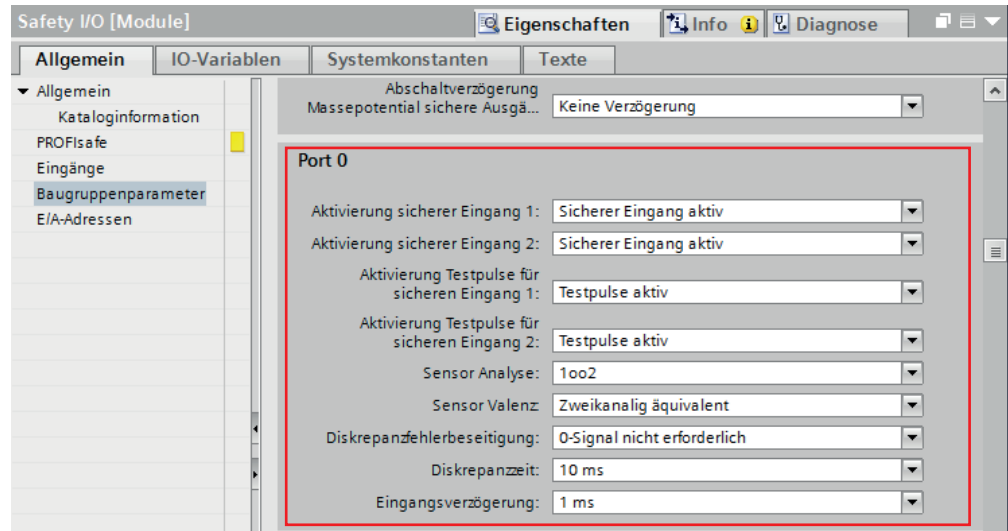 Safety I/O [Module]
Eigenschaften
Info
Diagnose
Allgemein
IO-Variablen
Systemkonstanten
Texte
Allgemein
Kataloginformation
PROFIsafe
Eingänge
Baugruppenparameter
E/A-Adressen
Abschaltverzögerung
Massepotential sichere Ausgä... Keine Verzögerung
Port 0
Aktivierung sicherer Eingang 1: Sicherer Eingang aktiv
Aktivierung sicherer Eingang 2: Sicherer Eingang aktiv
Aktivierung Testpulse für
sicheren Eingang 1: Testpulse aktiv
Aktivierung Testpulse für
sicheren Eingang 2: Testpulse aktiv
Sensor Analyse: 1oo2
Sensor Valenz Zweikanalig äquivalent
Diskrepanzfehlerbeseitigung: 0-Signal nicht erforderlich
Diskrepanzzeit: 10 ms
Eingangsverzögerung: 1 ms